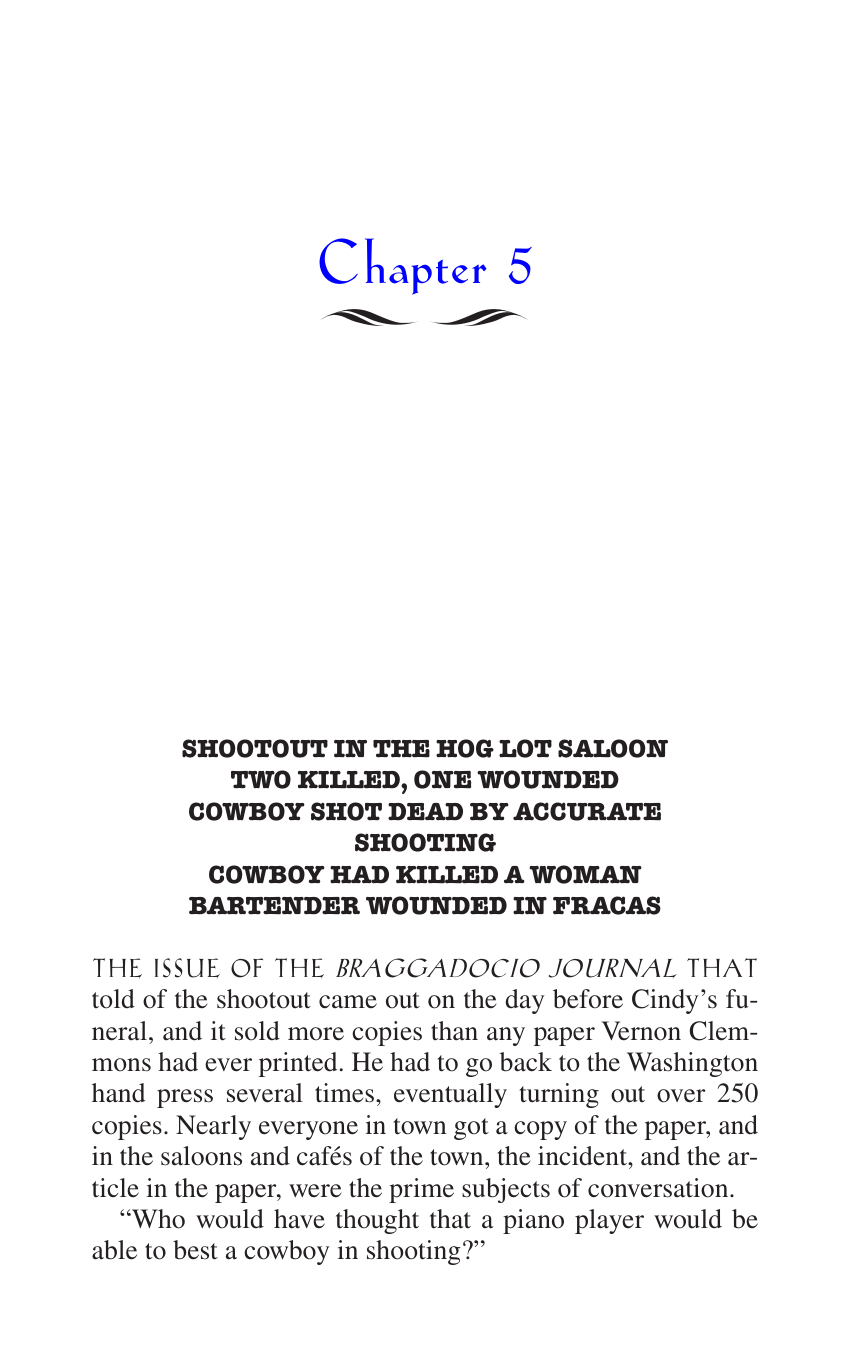 Chapter 5
SHOOTOUT IN THE HOG LOT SALOON
TWO KILLED, ONE WOUNDED
COWBOY SHOT DEAD BY ACCURATE
SHOOTING
COWBOY HAD KILLED A WOMAN
BARTENDER WOUNDED IN FRACAS
THE ISSUE OF THE BRAGGADOCIO JOURNAL THAT
told of the shootout came out on the day before Cindy’s fu-
neral, and it sold more copies than any paper Vernon Clem-
mons had ever printed. He had to go back to the Washington
hand press several times, eventually turning out over 250
copies. Nearly everyone in town got a copy of the paper, and
in the saloons and cafés of the town, the incident, and the ar-
ticle in the paper, were the prime subjects of conversation.
“Who would have thought that a piano player would be
able to best a cowboy in shooting?”